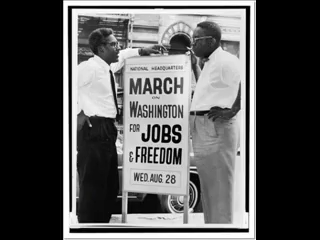 NATIONAL HEADQUARTERS
MARCH
ON
WASHINGTON
FOR JOBS
& FREEDOM
WED. AUG. 28